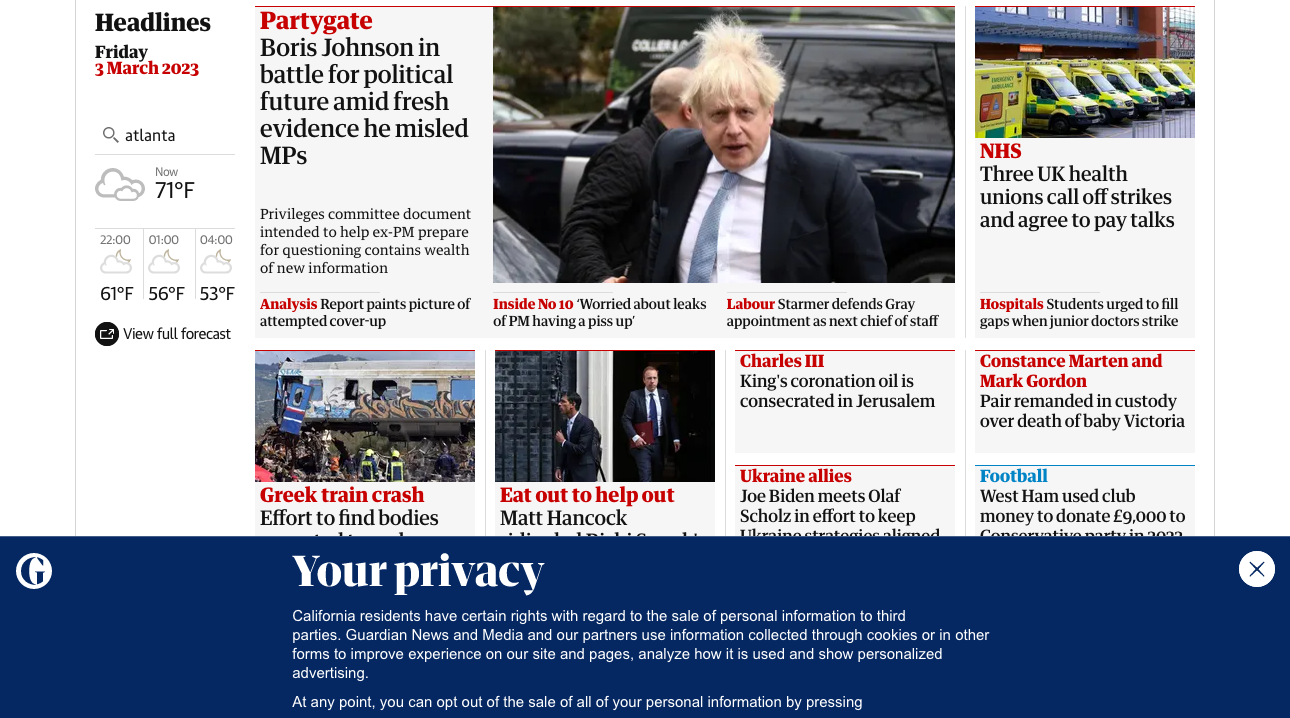 Headlines
Friday
3 March 2023
atlanta
Now
71°F
22:00
01:00
04:00
61°F
56°F
53°F
View full forecast
Partygate
Boris Johnson in
battle for political
future amid fresh
evidence he misled
MPs
Privileges committee document
intended to help ex-PM prepare
for questioning contains wealth
of new information
Analysis Report paints picture of
attempted cover-up
Inside No 10 ‘Worried about leaks
of PM having a piss up’
Labour Starmer defends Gray
appointment as next chief of staff
NHS
Three UK health
unions call off strikes
and agree to pay talks
Hospitals Students urged to fill
gaps when junior doctors strike
Greek train crash
Effort to find bodies
Eat out to help out
Matt Hancock
Charles III
King's coronation oil is
consecrated in Jerusalem
Constance Marten and
Mark Gordon
Pair remanded in custody
over death of baby Victoria
Ukraine allies
Joe Biden meets Olaf
Scholz in effort to keep
Ukraine strategies aligned
Football
West Ham used club
money to donate £9,000 to
Conservative party in 2022
Your privacy
California residents have certain rights with regard to the sale of personal information to third
parties. Guardian News and Media and our partners use information collected through cookies or in other
forms to improve experience on our site and pages, analyze how it is used and show personalized
advertising.
At any point, you can opt out of the sale of all of your personal information by pressing